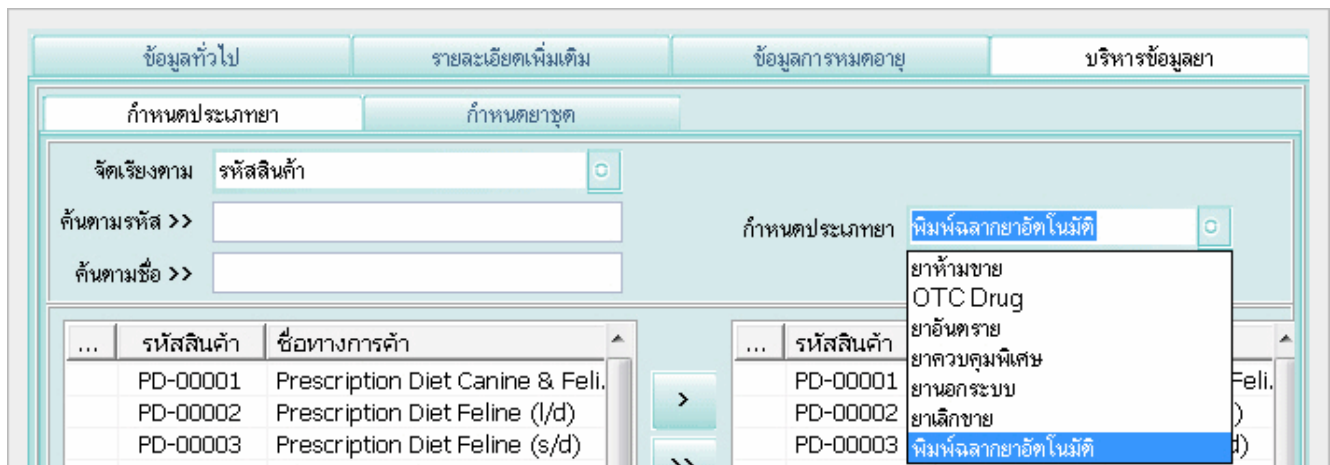 ข้อมูลทั่วไป รายละเอียดเพิ่มเติม ข้อมูลการหมดอายุ บริหารข้อมูลยา
กำหนดประเภทยา กำหนดยาชุด
จัดเรียงตาม รหัสสินค้า
ค้นตามรหัส >> กำหนดประเภทยา พิมพ์ฉลากยาอัตโนมัติ
ค้นตามชื่อ >>
ยาห้ามขาย
OTC Drug
ยาอันตราย
ยาควบคุมพิเศษ
ยานอกระบบ
ยาเลิกขาย
พิมพ์ฉลากยาอัตโนมัติ
... รหัสสินค้า ชื่อทางการค้า
PD-00001 Prescription Diet Canine & Feli.
PD-00002 Prescription Diet Feline (l/d)
PD-00003 Prescription Diet Feline (s/d)
>
>>
... รหัสสินค้า
PD-00001 Feli.
PD-00002 )
PD-00003 d)